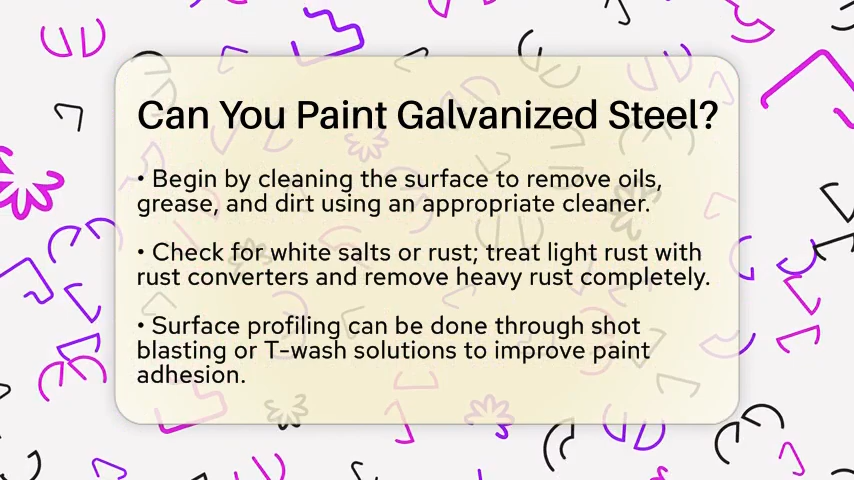 Can You Paint Galvanized Steel?
• Begin by cleaning the surface to remove oils,
grease, and dirt using an appropriate cleaner.
• Check for white salts or rust; treat light rust with
rust converters and remove heavy rust completely.
• Surface profiling can be done through shot
blasting or T-wash solutions to improve paint
adhesion.